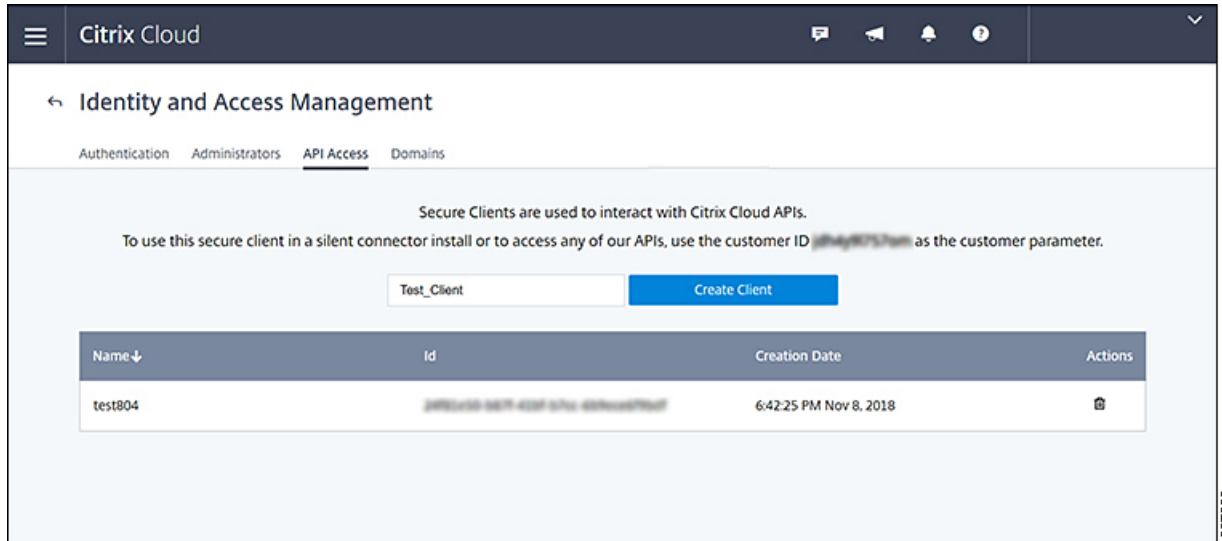 Citrix Cloud
Identity and Access Management
Authentication Administrators API Access Domains
Secure Clients are used to interact with Citrix Cloud APIs.
To use this secure client in a silent connector install or to access any of our APIs, use the customer ID as the customer parameter.
Test_Client Create Client
Name↓ Id Creation Date Actions
test804 6:42:25 PM Nov 8, 2018